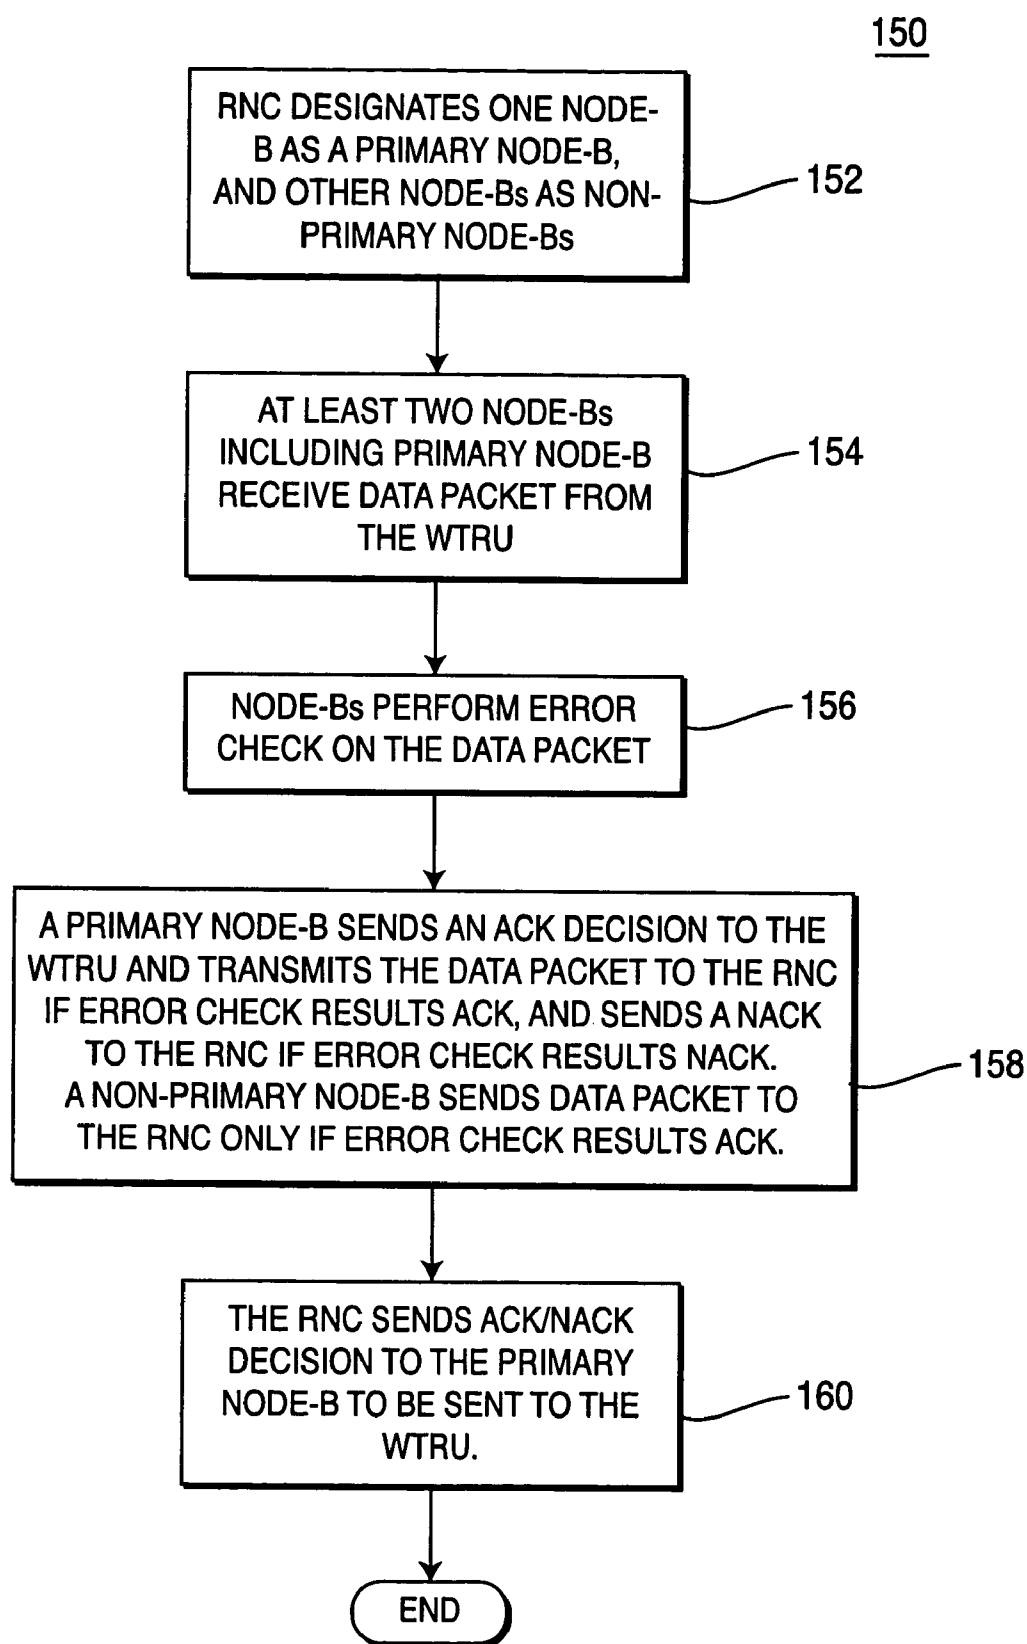 150
RNC DESIGNATES ONE NODE-
B AS A PRIMARY NODE-B,
AND OTHER NODE-Bs AS NON-
PRIMARY NODE-Bs
152
AT LEAST TWO NODE-Bs
INCLUDING PRIMARY NODE-B
RECEIVE DATA PACKET FROM
THE WTRU
154
NODE-Bs PERFORM ERROR
CHECK ON THE DATA PACKET
156
A PRIMARY NODE-B SENDS AN ACK DECISION TO THE
WTRU AND TRANSMITS THE DATA PACKET TO THE RNC
IF ERROR CHECK RESULTS ACK, AND SENDS A NACK
TO THE RNC IF ERROR CHECK RESULTS NACK.
A NON-PRIMARY NODE-B SENDS DATA PACKET TO
THE RNC ONLY IF ERROR CHECK RESULTS ACK.
158
THE RNC SENDS ACK/NACK
DECISION TO THE PRIMARY
NODE-B TO BE SENT TO THE
WTRU.
160
END